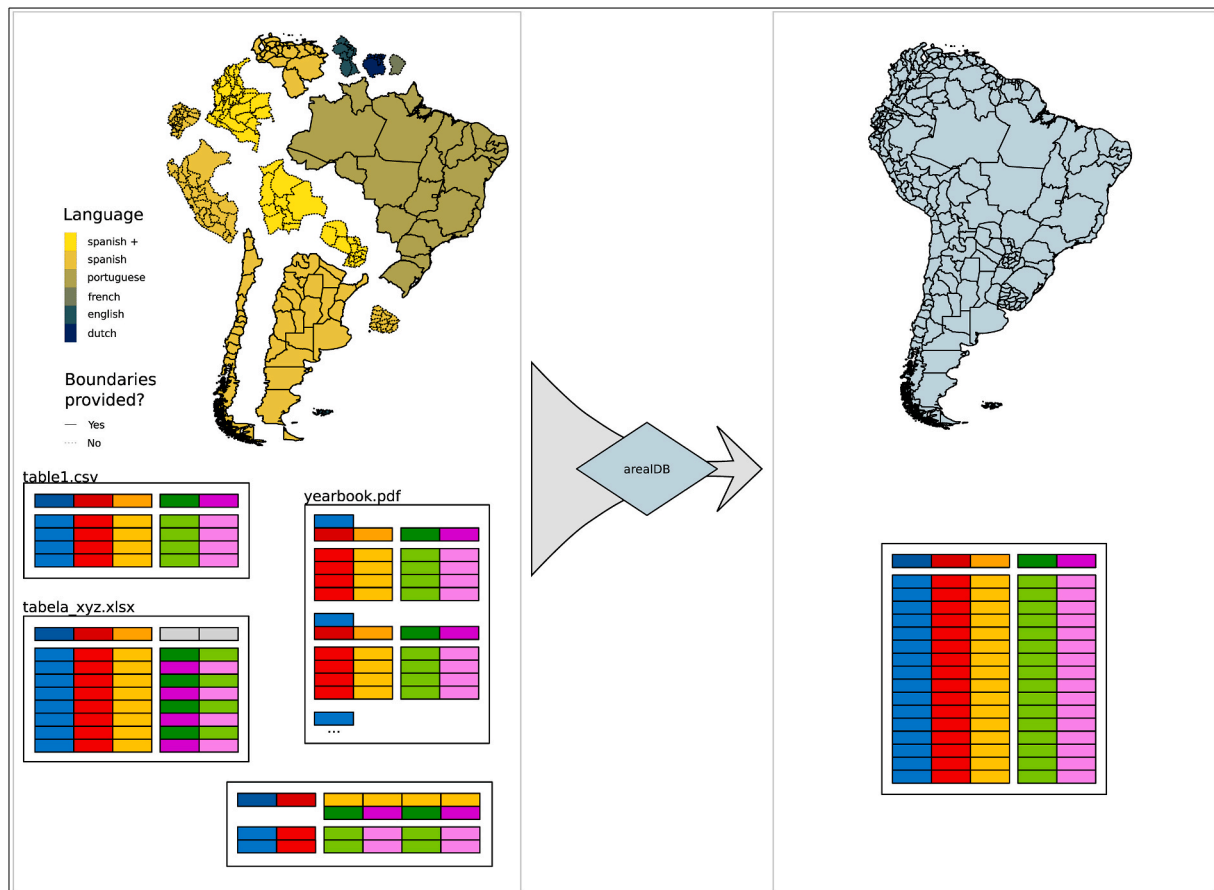 Language
spanish +
spanish
portuguese
french
english
dutch
Boundaries
provided?
Yes
No
table1.csv
yearbook.pdf
tabela_xyz.xlsx
...
arealDB